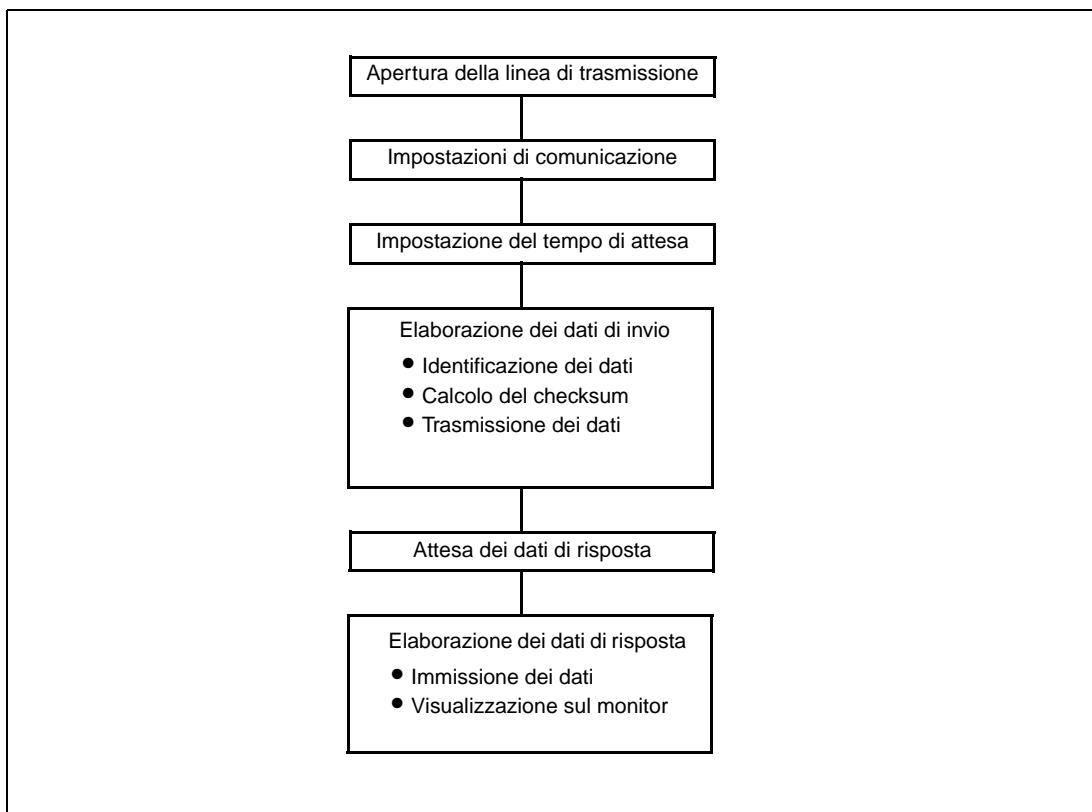 Apertura della linea di trasmissione
Impostazioni di comunicazione
Impostazione del tempo di attesa
Elaborazione dei dati di invio
● Identificazione dei dati
● Calcolo del checksum
● Trasmissione dei dati
Attesa dei dati di risposta
Elaborazione dei dati di risposta
● Immissione dei dati
● Visualizzazione sul monitor